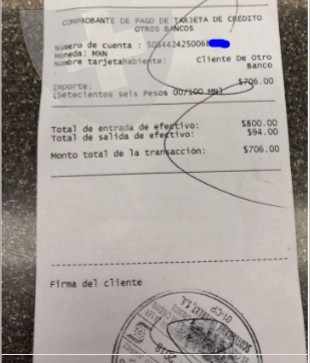 COMPROBANTE DE PAGO DE TARJETA DE CREDITO
OTROS BANCOS
Número de cuenta :
Moneda: MXN
Nombre tarjetahabiente: Cliente De Otro
Banco
Importe: $706.00
(Setecientos Seis Pesos 00/100 MN)
Total de entrada de efectivo: $800.00
Total de salida de efectivo: $94.00
Monto total de la transacción: $706.00
Firma del cliente